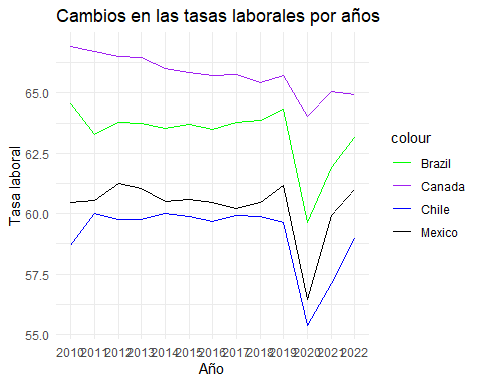 Cambios en las tasas laborales por años
Tasa laboral
65.0
62.5
60.0
57.5
55.0
2010 2011 2012 2013 2014 2015 2016 2017 2018 2019 2020 2021 2022
Año
colour
Brazil
Canada
Chile
Mexico